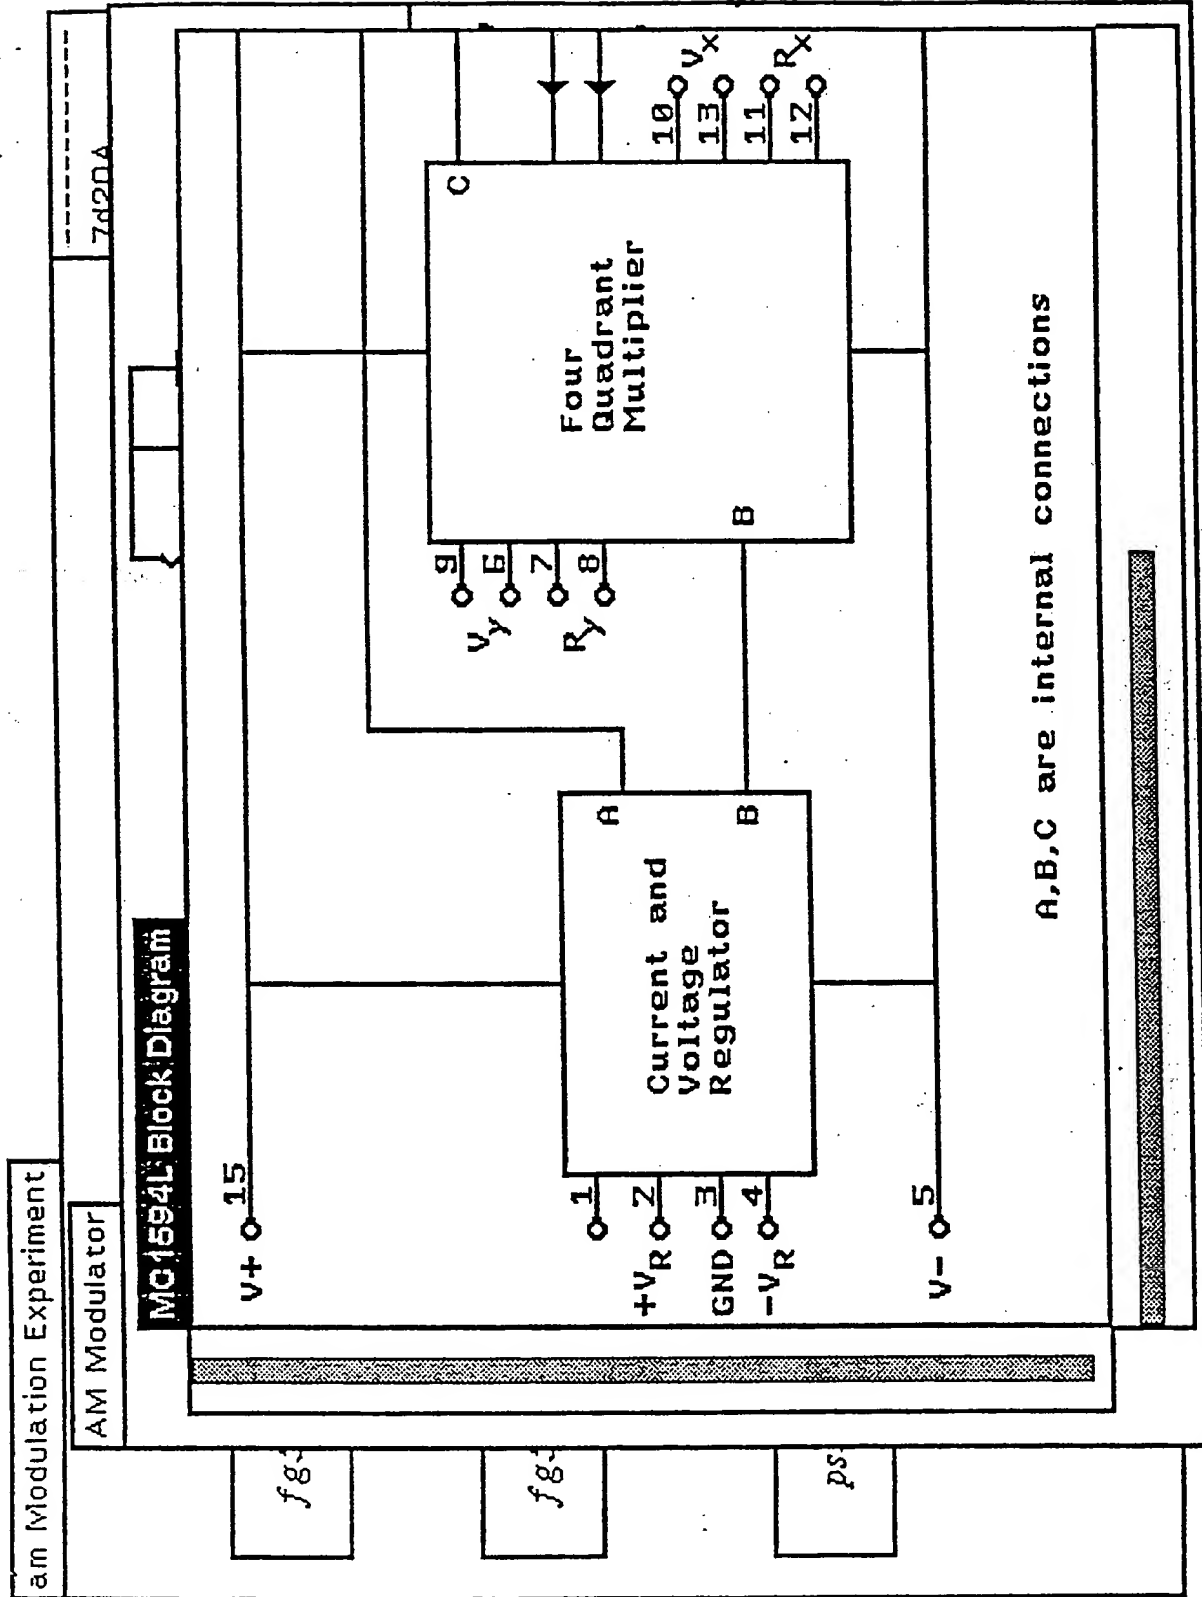 am Modulation Experiment
AM Modulator
MC1594L Block Diagram
V+ 15
1
+VR 2
GND 3
-VR 4
V- 5
Current and
Voltage
Regulator
A
B
9
Vy 6
7
Ry 8
Four
Quadrant
Multiplier
B
C
10
Vx
13
11
Rx
12
A,B,C are internal connections
fg
fg
ps